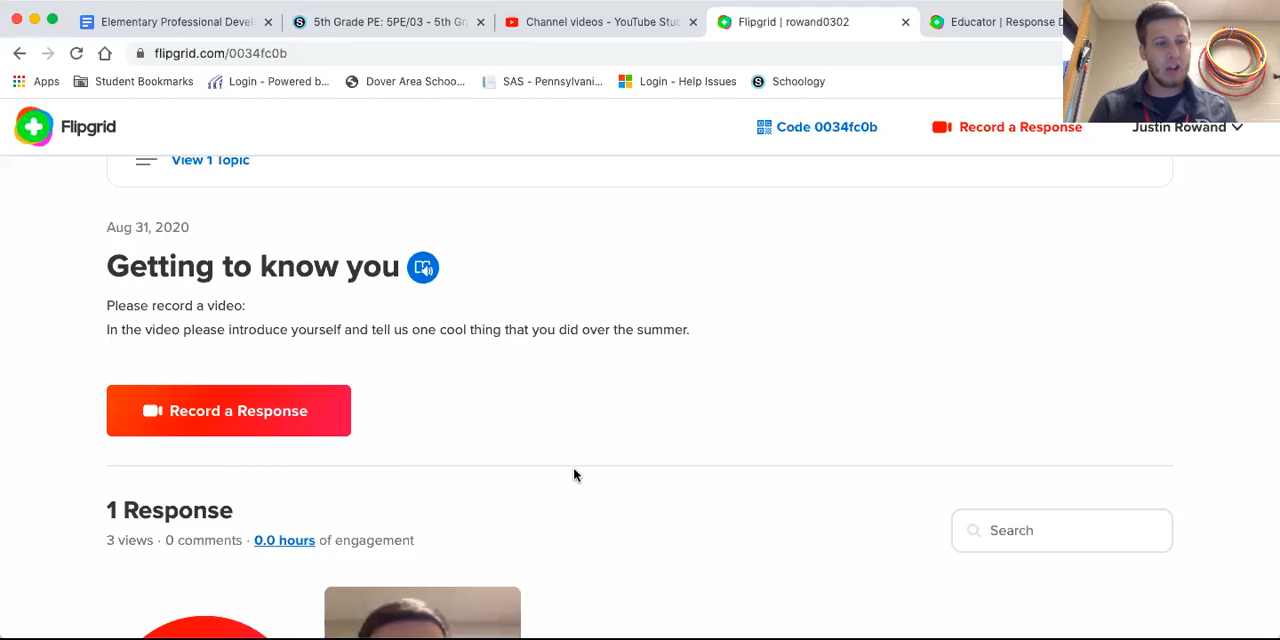 Elementary Professional Devel
5th Grade PE: 5PE/03 - 5th Gr
Channel videos - YouTube Stu
Flipgrid | rowand0302
Educator | Response D
flipgrid.com/0034fc0b
Apps
Student Bookmarks
Login - Powered by...
Dover Area Schoo...
SAS - Pennsylvani...
Login - Help Issues
Schoology
Flipgrid
Code 0034fc0b
Record a Response
Justin Rowand
View 1 Topic
Aug 31, 2020
Getting to know you
Please record a video:
In the video please introduce yourself and tell us one cool thing that you did over the summer.
Record a Response
1 Response
3 views · 0 comments · 0.0 hours of engagement
Search